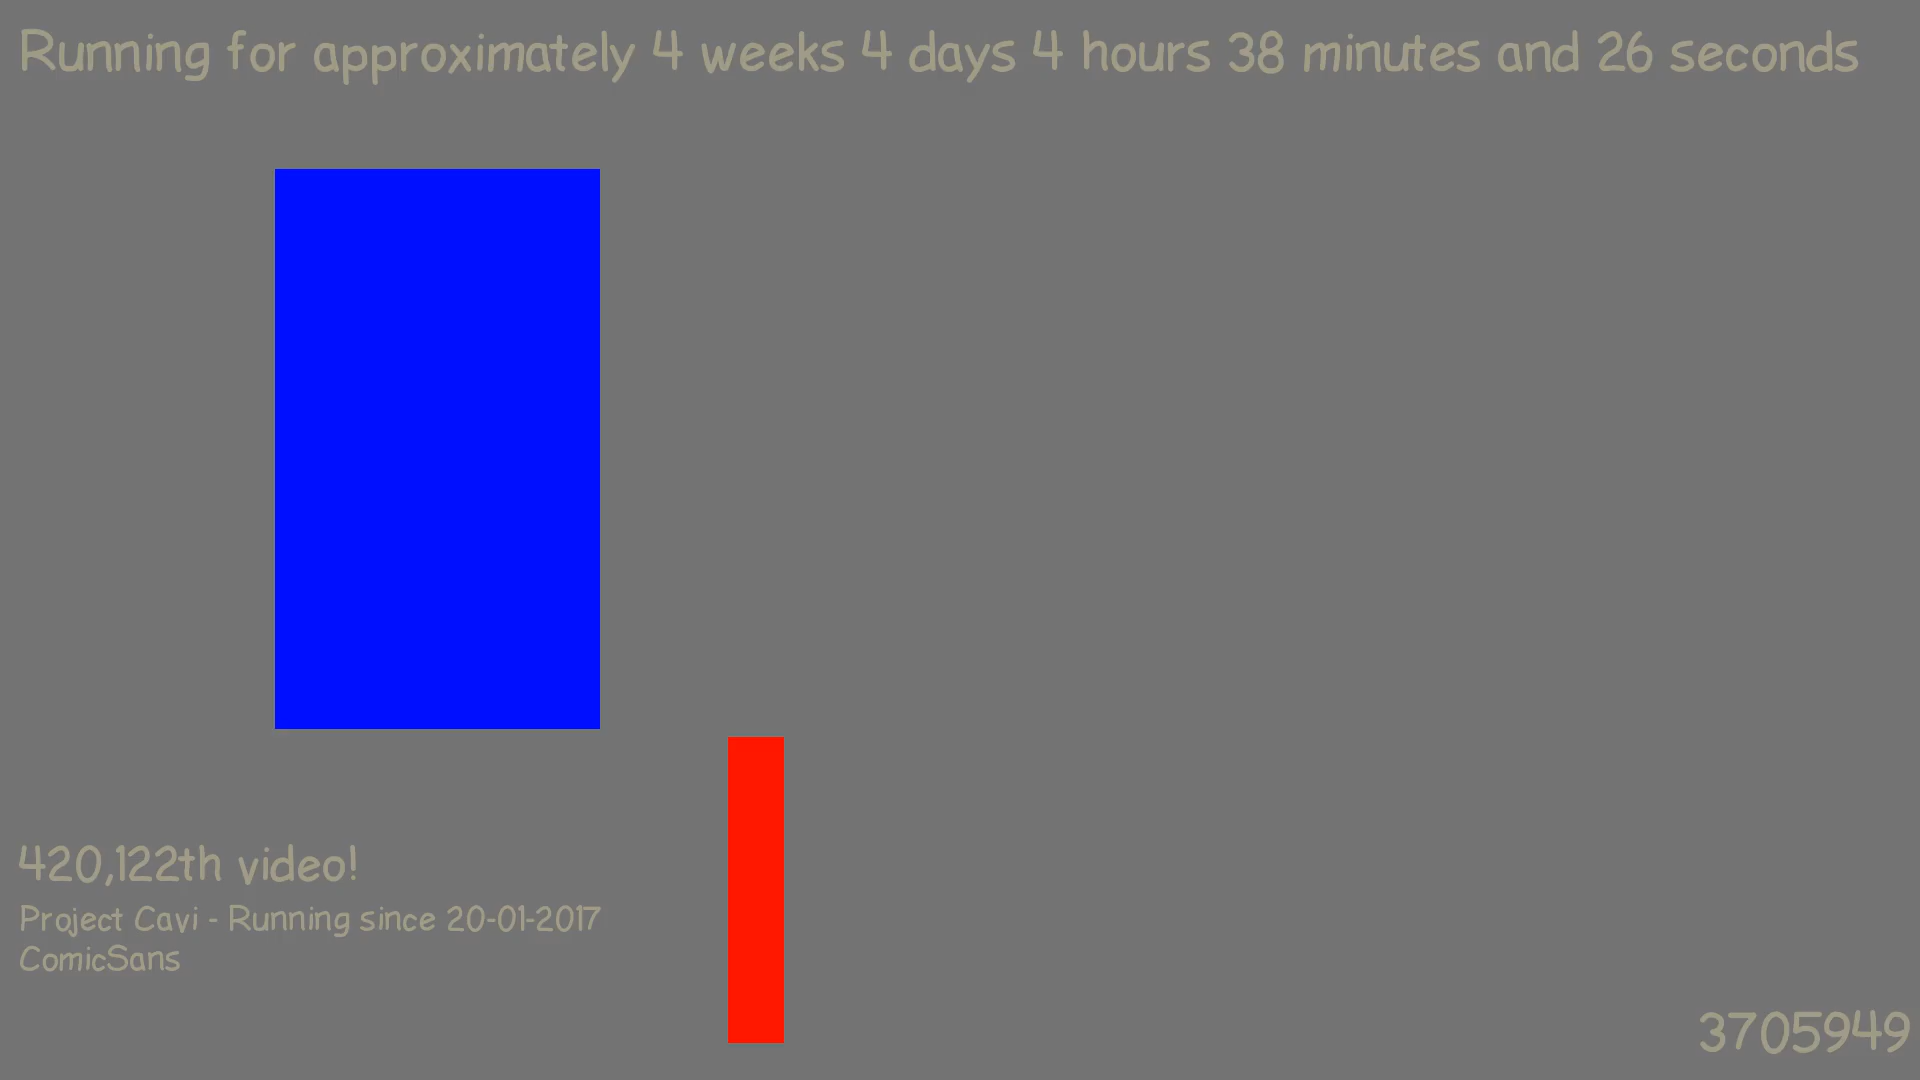 Running for approximately 4 weeks 4 days 4 hours 38 minutes and 26 seconds
420,122th video!
Project Cavi - Running since 20-01-2017
ComicSans
3705949